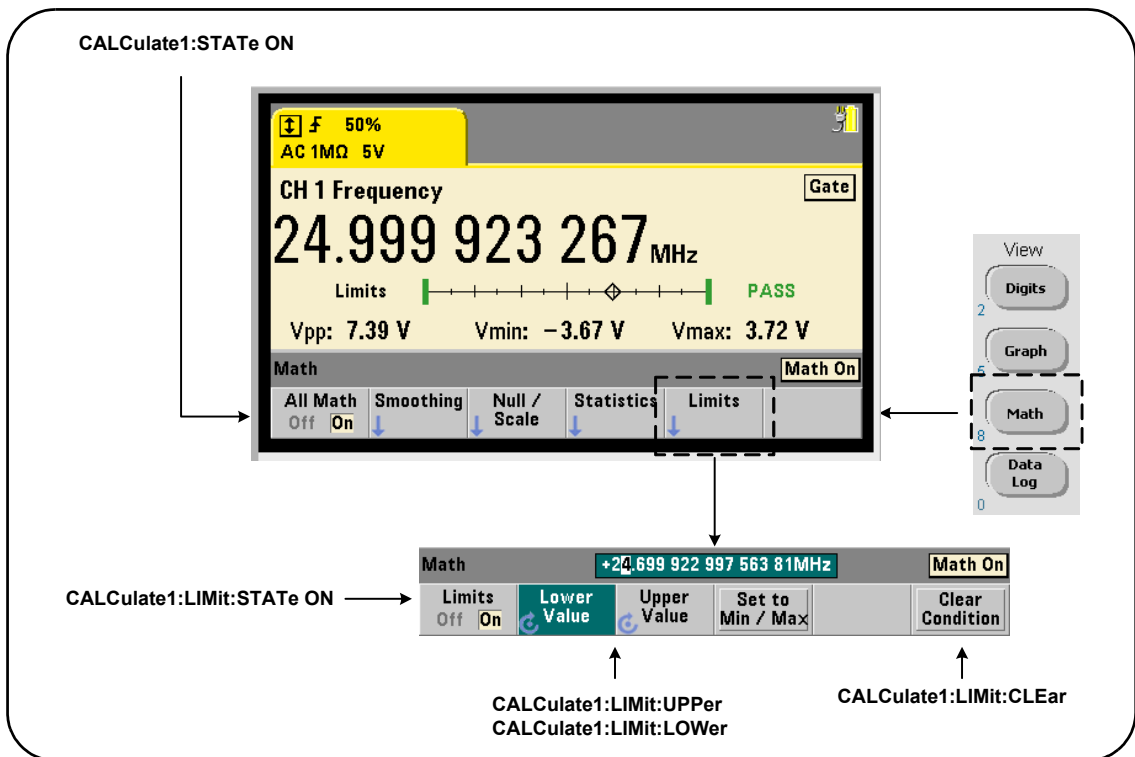 CALCulate1:STATe ON
50%
AC 1MΩ 5V
CH 1 Frequency
Gate
24.999 923 267MHz
Limits
PASS
Vpp: 7.39 V Vmin: -3.67 V Vmax: 3.72 V
Math
Math On
All Math
Off On
Smoothing
Null /
Scale
Statistics
Limits
View
Digits
2
Graph
5
Math
8
Data
Log
0
Math
+24.699 922 997 563 81MHz
Math On
CALCulate1:LIMit:STATe ON
Limits
Off On
Lower
Value
Upper
Value
Set to
Min / Max
Clear
Condition
CALCulate1:LIMit:UPPer
CALCulate1:LIMit:LOWer
CALCulate1:LIMit:CLEar